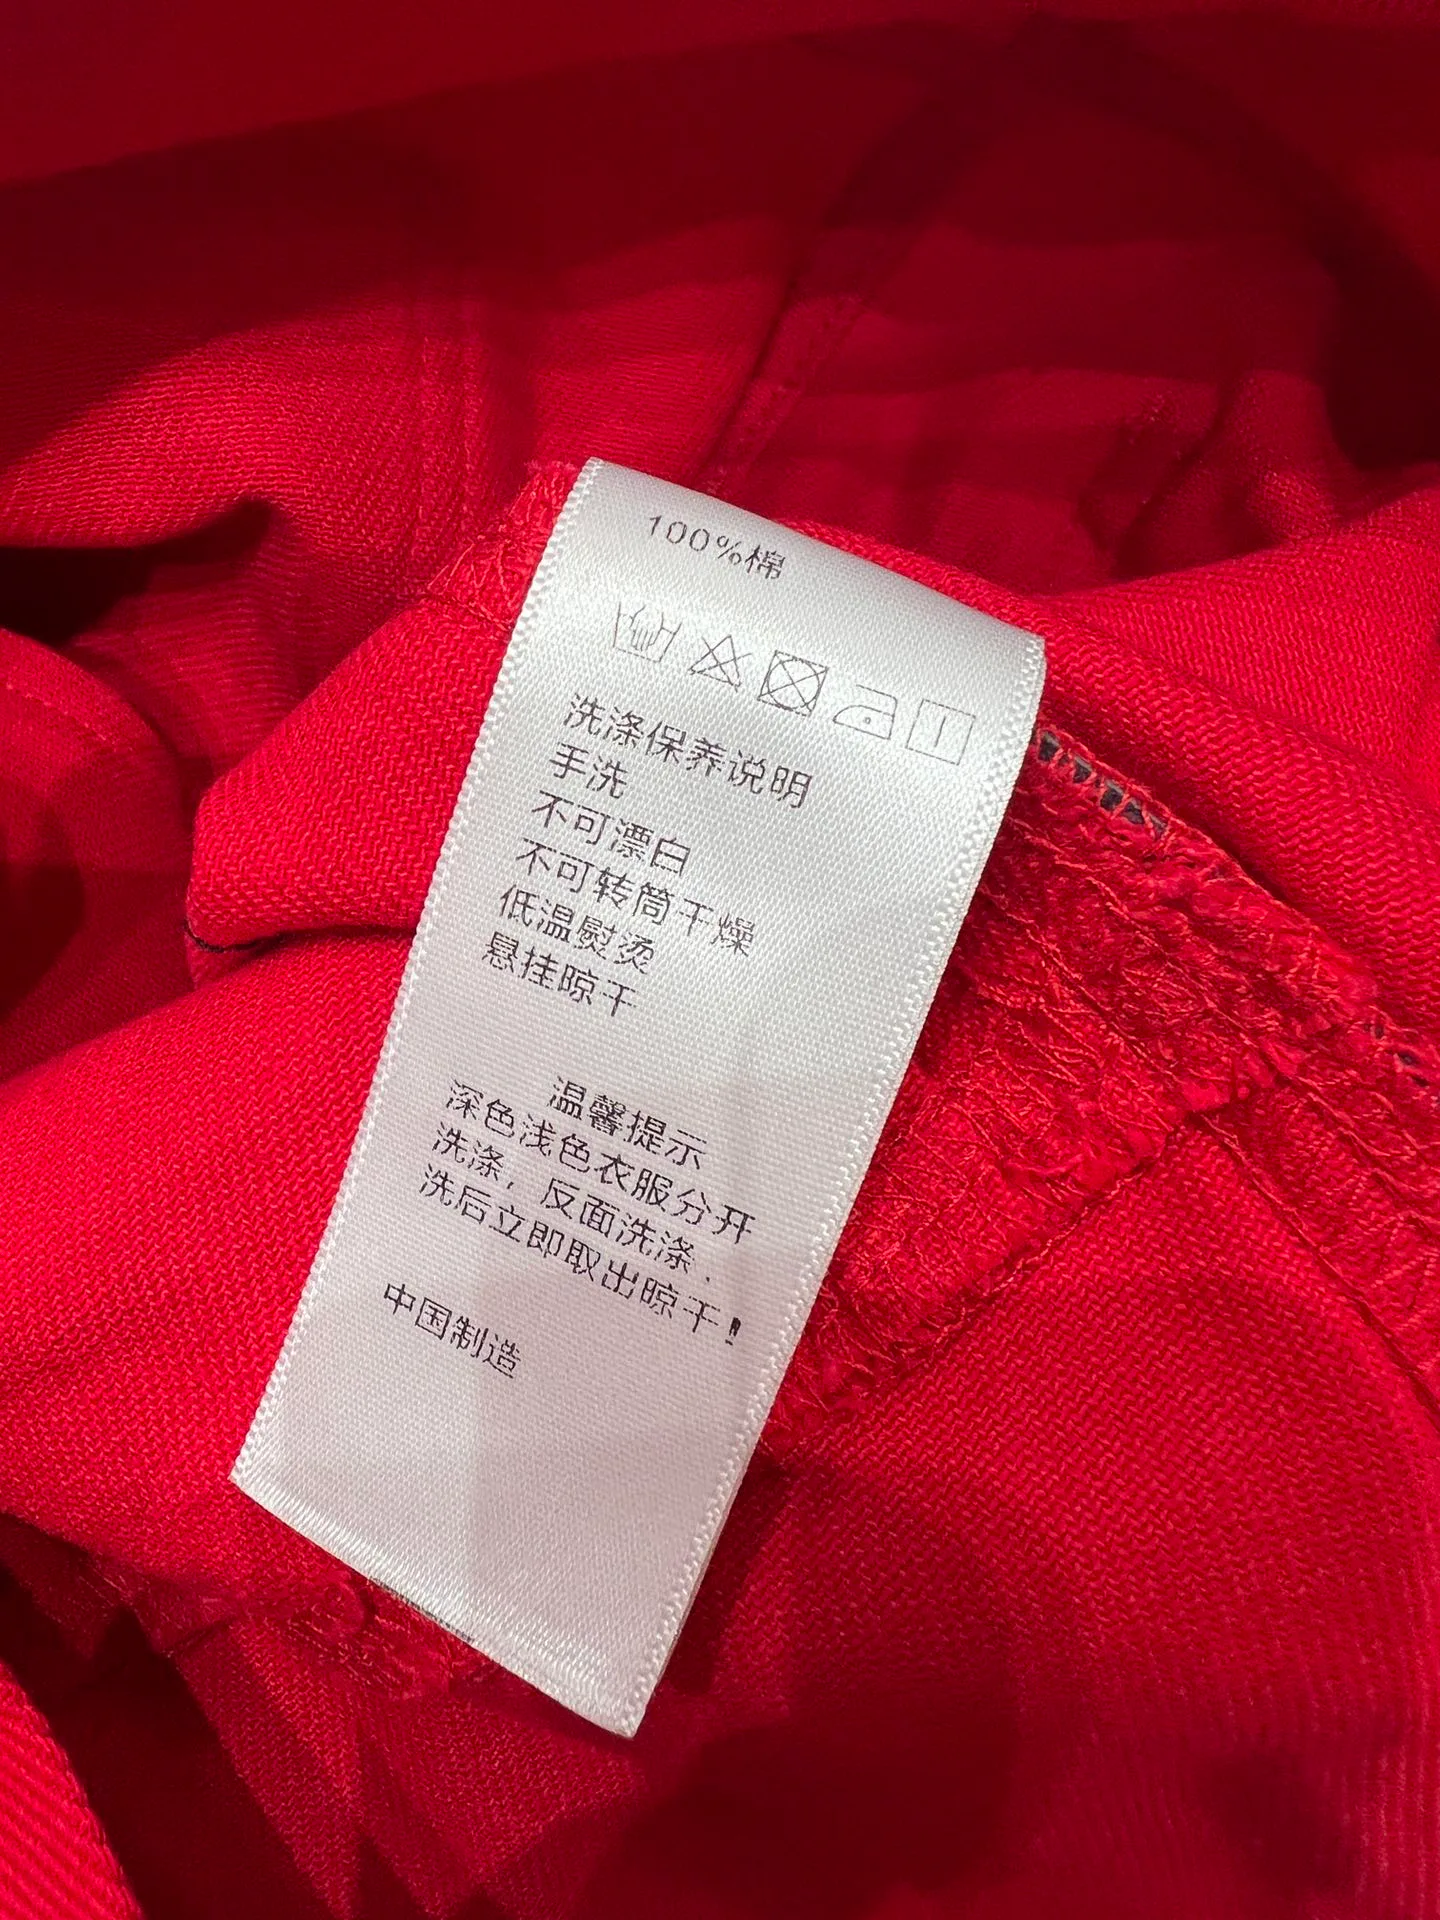 100%棉
洗涤保养说明
手洗
不可漂白
不可转筒干燥
低温熨烫
悬挂晾干
温馨提示
深色浅色衣服分开
洗涤，反面洗涤.
洗后立即取出晾干!
中国制造